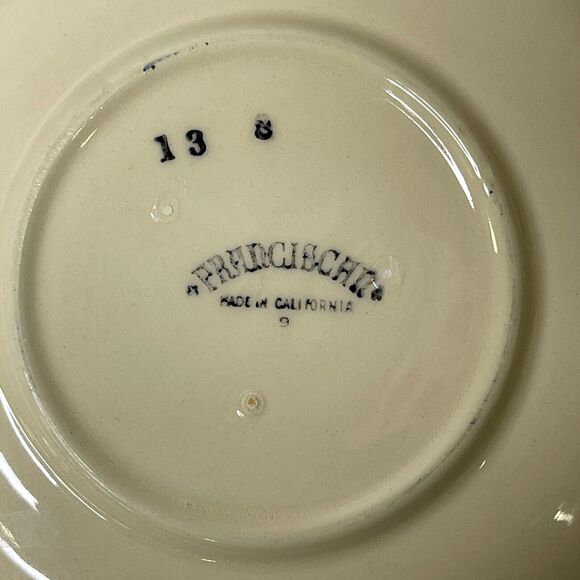 13 8
FRANCISCAN
MADE IN CALIFORNIA
9